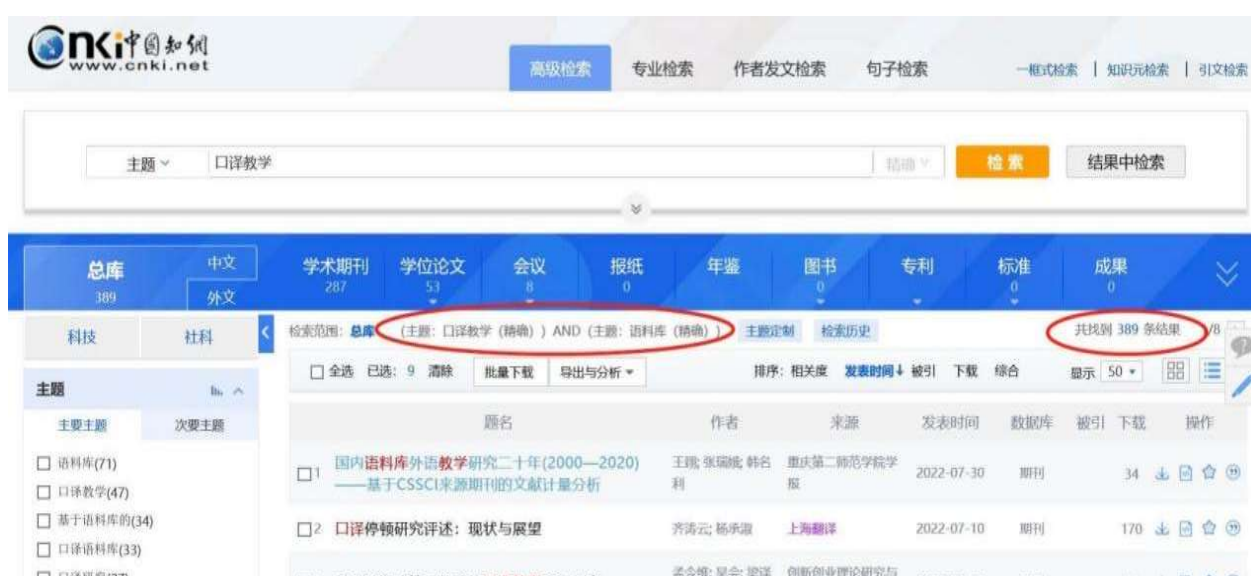 cnki中国知网
www.cnki.net
高级检索 专业检索 作者发文检索 句子检索 一框式检索 | 知识元检索 | 引文检索
主题 口译教学 精确 检索 结果中检索
总库 中文 学术期刊 学位论文 会议 报纸 年鉴 图书 专利 标准 成果
389 外文 287 53 8 0 0 0 0
科技 社科 检索范围：总库 （主题：口译教学（精确））AND（主题：语料库（精确）） 主题定制 检索历史 共找到 389 条结果 /8
全选 已选：9 清除 批量下载 导出与分析 排序：相关度 发表时间↓ 被引 下载 综合 显示 50
主题
主要主题 次要主题 题名 作者 来源 发表时间 数据库 被引 下载 操作
语料库(71)
口译教学(47)
基于语料库的(34)
口译语料库(33)
1 国内语料库外语教学研究二十年(2000—2020)
——基于CSSCI来源期刊的文献计量分析
韩名利
重庆第二师范学院学报
2022-07-30 期刊 34
2 口译停顿研究评述：现状与展望 齐涛云; 杨承淑 上海翻译 2022-07-10 期刊 170